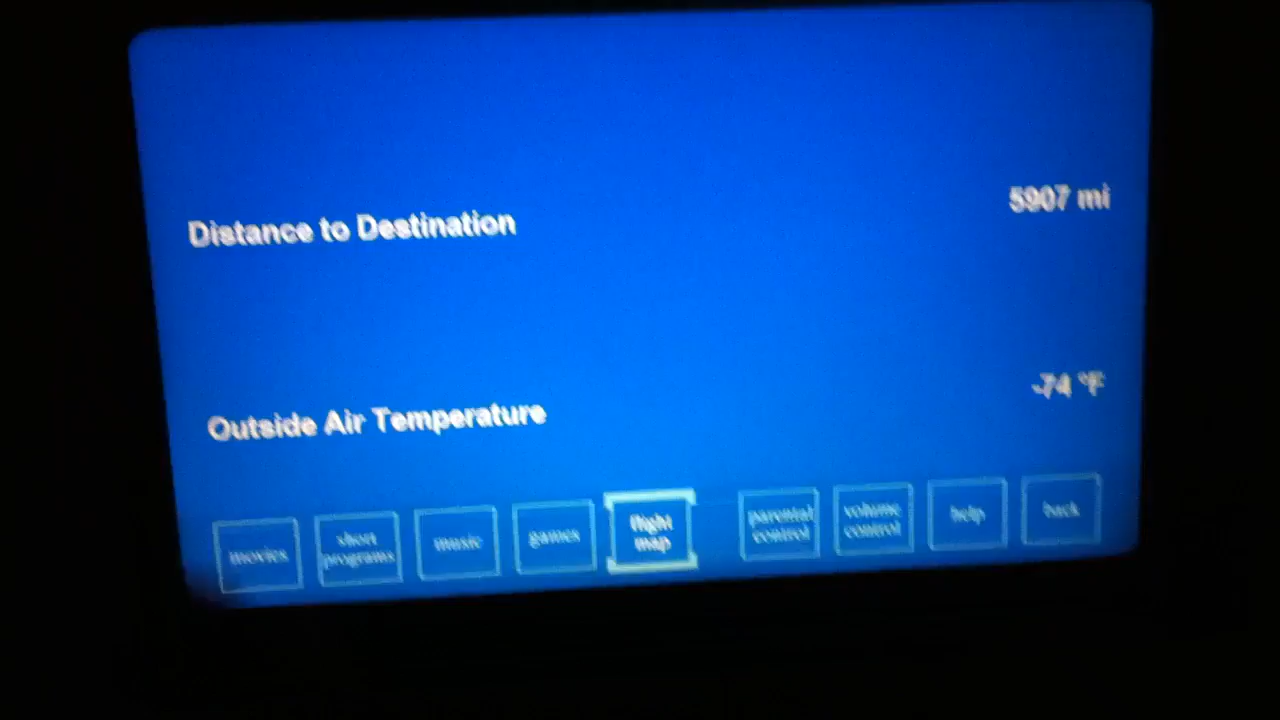 Distance to Destination 5907 mi
Outside Air Temperature -74 °F
movies
short
programs
music
games
flight
map
parental
control
volume
control
help
back